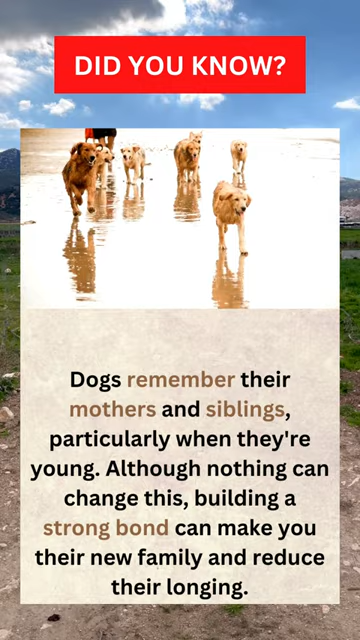 DID YOU KNOW?
Dogs remember their
mothers and siblings,
particularly when they're
young. Although nothing can
change this, building a
strong bond can make you
their new family and reduce
their longing.